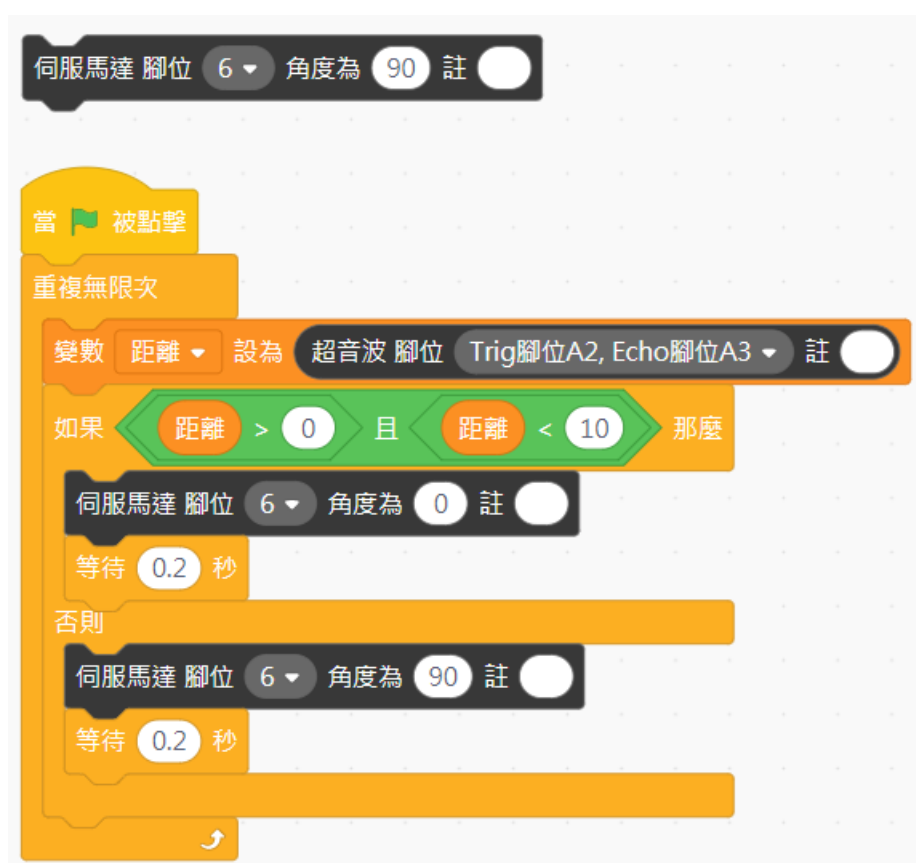 伺服馬達 腳位 6 角度為 90 註
當 被點擊
重複無限次
變數 距離 設為 超音波 腳位 Trig腳位A2, Echo腳位A3 註
如果 距離 > 0 且 距離 < 10 那麼
伺服馬達 腳位 6 角度為 0 註
等待 0.2 秒
否則
伺服馬達 腳位 6 角度為 90 註
等待 0.2 秒